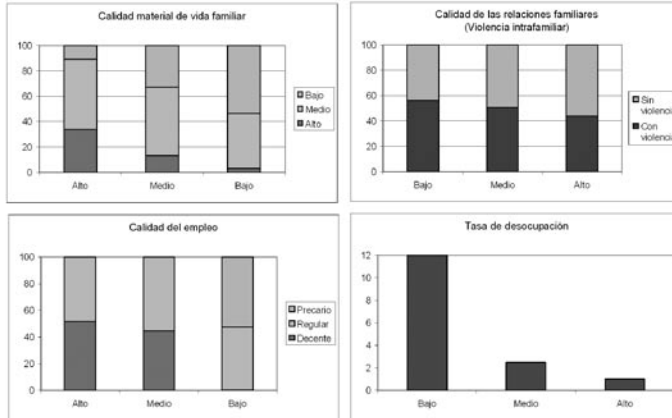 Calidad material de vida familiar
100
80
60
40
20
0
Alto
Medio
Bajo
Bajo
Medio
Alto
Calidad de las relaciones familiares
(Violencia intrafamiliar)
100
80
60
40
20
0
Bajo
Medio
Alto
Sin
violencia
Con
violencia
Calidad del empleo
100
80
60
40
20
0
Alto
Medio
Bajo
Precario
Regular
Decente
Tasa de desocupación
12
10
8
6
4
2
0
Bajo
Medio
Alto